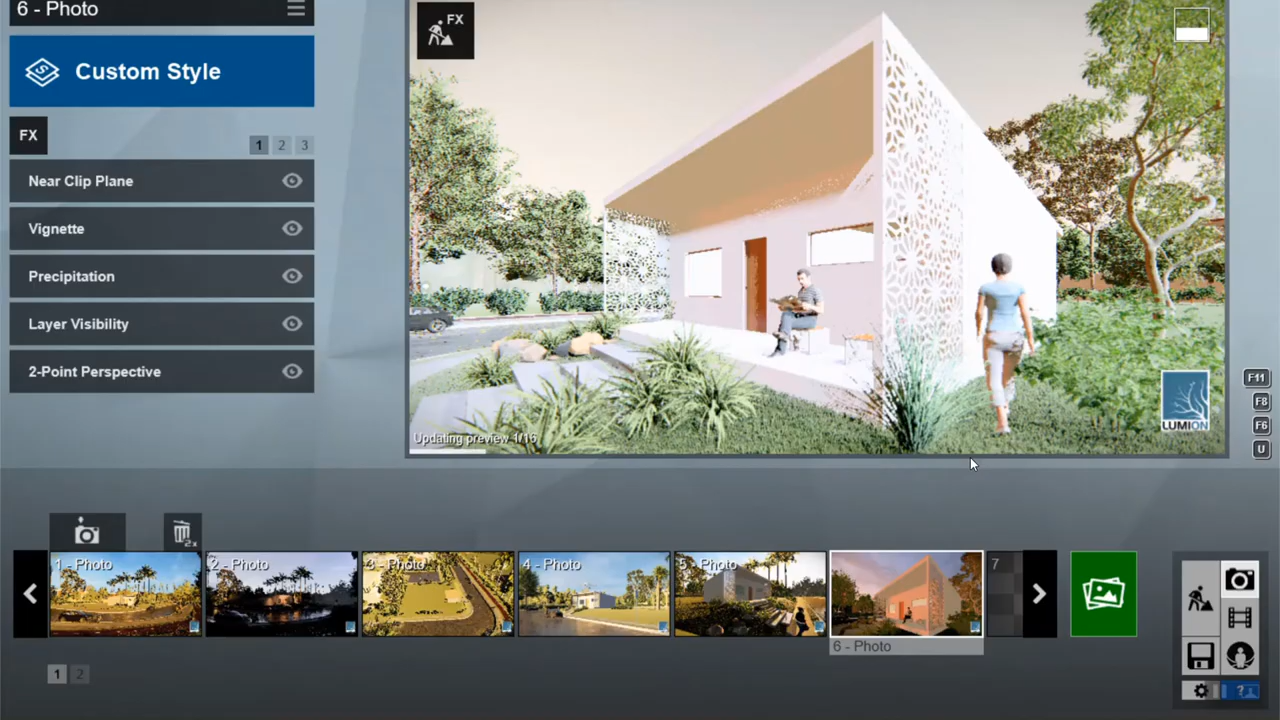 6 - Photo
FX
Custom Style
FX
1 2 3
Near Clip Plane
Vignette
Precipitation
Layer Visibility
2-Point Perspective
Updating preview 1/16
LUMION
F11
F8
F6
U
2x
1 - Photo
2 - Photo
3 - Photo
4 - Photo
5 - Photo
7
6 - Photo
1 2
?